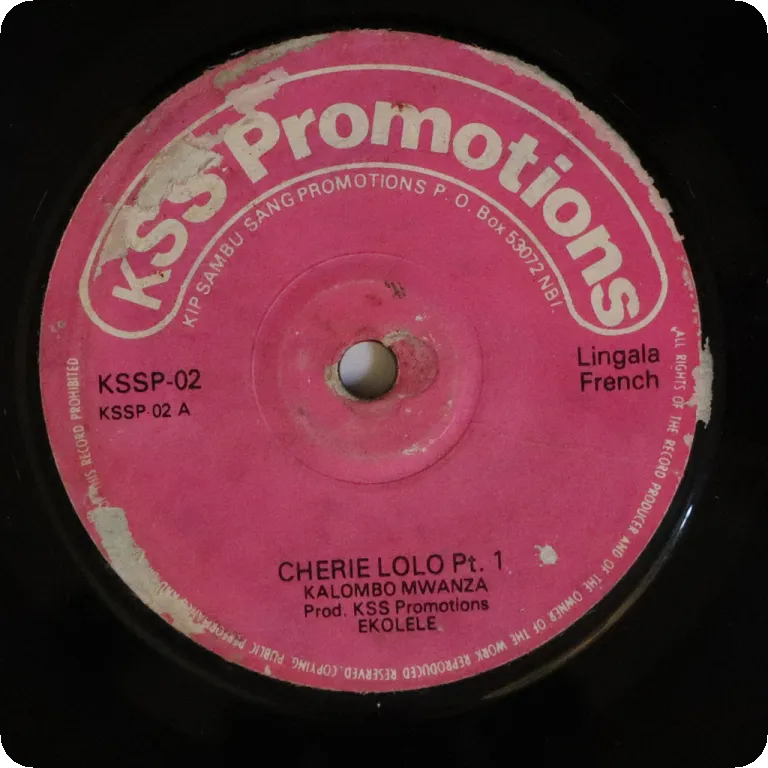 KSS Promotions
KIP SAMBU SANG PROMOTIONS P. O. Box 53072 NBI.
KSSP-02
KSSP-02 A
Lingala
French
CHERIE LOLO Pt. 1
KALOMBO MWANZA
Prod. KSS Promotions
EKOLELE
ALL RIGHTS OF THE RECORD PRODUCER AND OF THE OWNER OF THE WORK REPRODUCED RESERVED. COPYING, PUBLIC THIS RECORD PROHIBITED